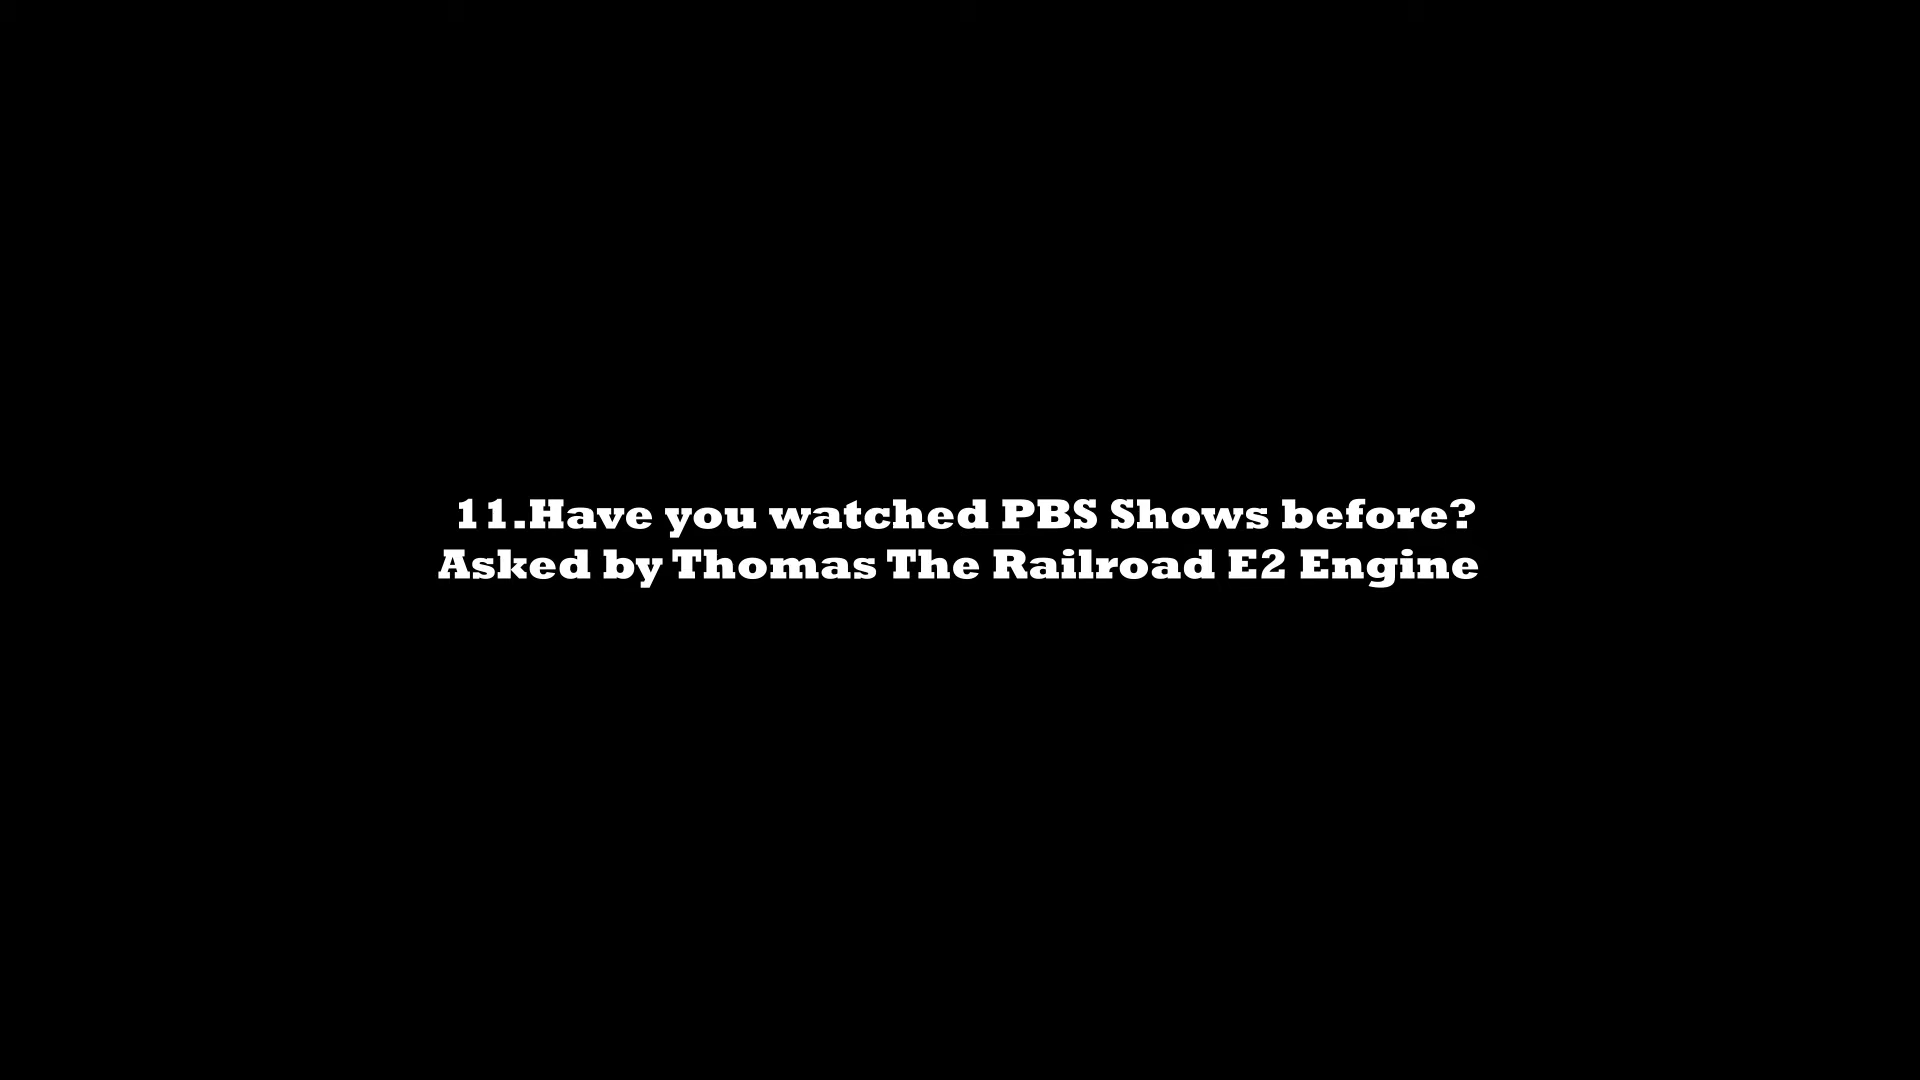 11.Have you watched PBS Shows before?
Asked by Thomas The Railroad E2 Engine